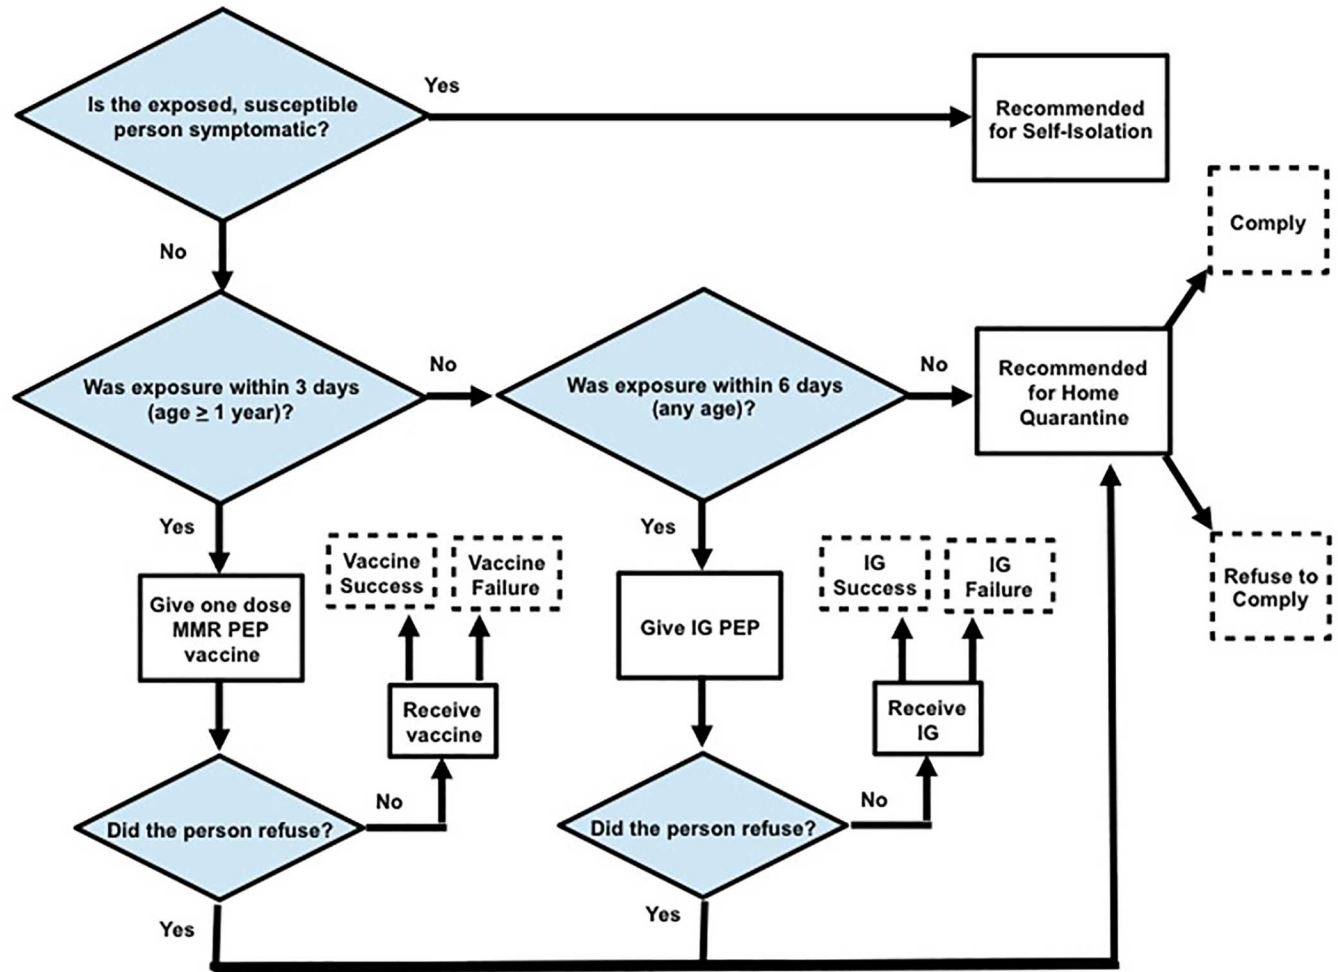 Is the exposed, susceptible
person symptomatic?
Yes
Recommended
for Self-Isolation
No
Comply
Was exposure within 3 days
(age ≥ 1 year)?
No
Was exposure within 6 days
(any age)?
No
Recommended
for Home
Quarantine
Yes
Give one dose
MMR PEP
vaccine
Vaccine
Success
Vaccine
Failure
Receive
vaccine
Did the person refuse?
No
Yes
Yes
Give IG PEP
IG
Success
IG
Failure
Receive
IG
Did the person refuse?
No
Yes
Refuse to
Comply